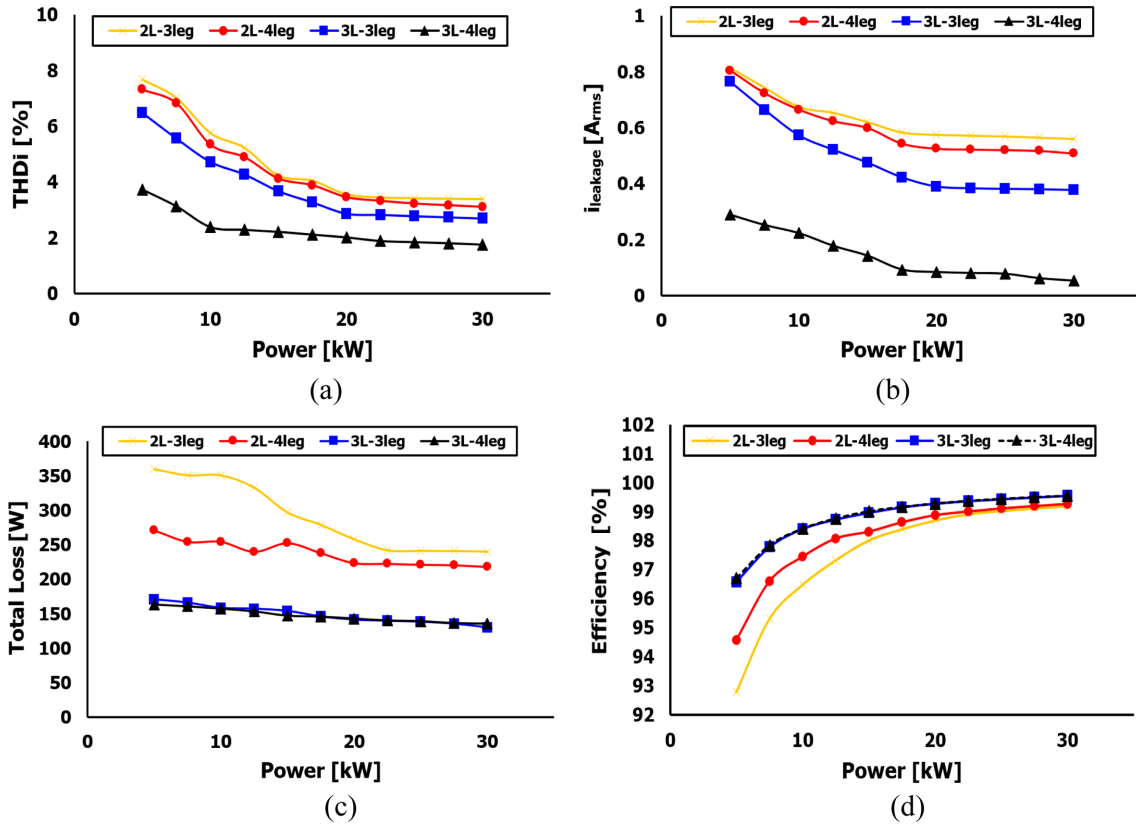 2L-3leg 2L-4leg 3L-3leg 3L-4leg
10
8
6
4
2
0
THDi [%]
0 10 20 30
Power [kW]
(a)
2L-3leg 2L-4leg 3L-3leg 3L-4leg
1
0.8
0.6
0.4
0.2
0
ileakage [Arms]
0 10 20 30
Power [kW]
(b)
2L-3leg 2L-4leg 3L-3leg 3L-4leg
400
350
300
250
200
150
100
50
0
Total Loss [W]
0 10 20 30
Power [kW]
(c)
2L-3leg 2L-4leg 3L-3leg 3L-4leg
102
101
100
99
98
97
96
95
94
93
92
Efficiency [%]
0 10 20 30
Power [kW]
(d)